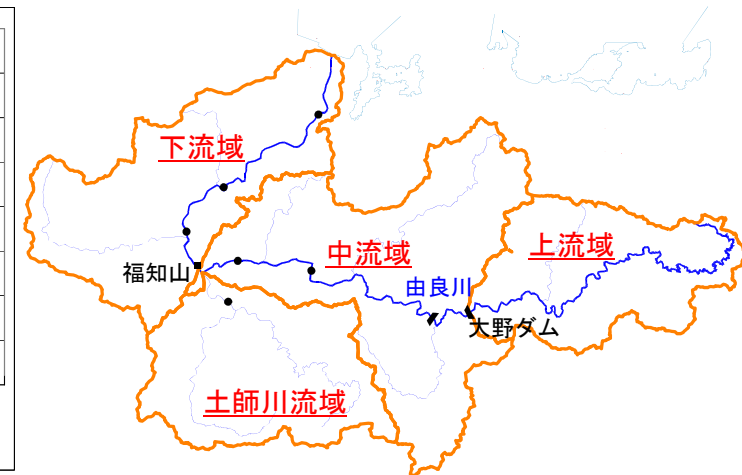 下流域
中流域
上流域
福知山
由良川
大野ダム
土師川流域